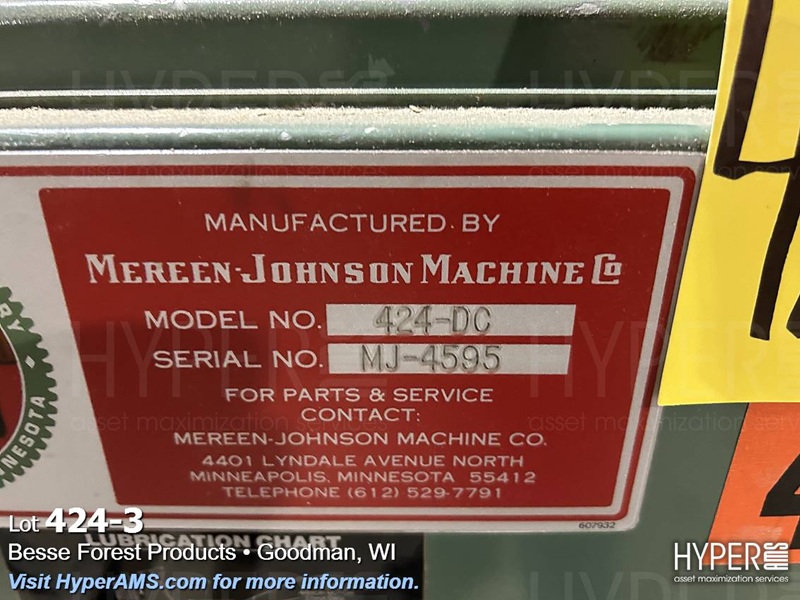 MANUFACTURED BY
MEREEN-JOHNSON MACHINE Co
MODEL NO. 424-DC
SERIAL NO. MJ-4595
FOR PARTS & SERVICE
CONTACT:
MEREEN-JOHNSON MACHINE CO.
4401 LYNDALE AVENUE NORTH
MINNEAPOLIS, MINNESOTA 55412
TELEPHONE (612) 529-7791
607932
LUBRICATION CHART
Lot 424-3
Besse Forest Products • Goodman, WI
Visit HyperAMS.com for more information.
HYPER AMS
asset maximization services